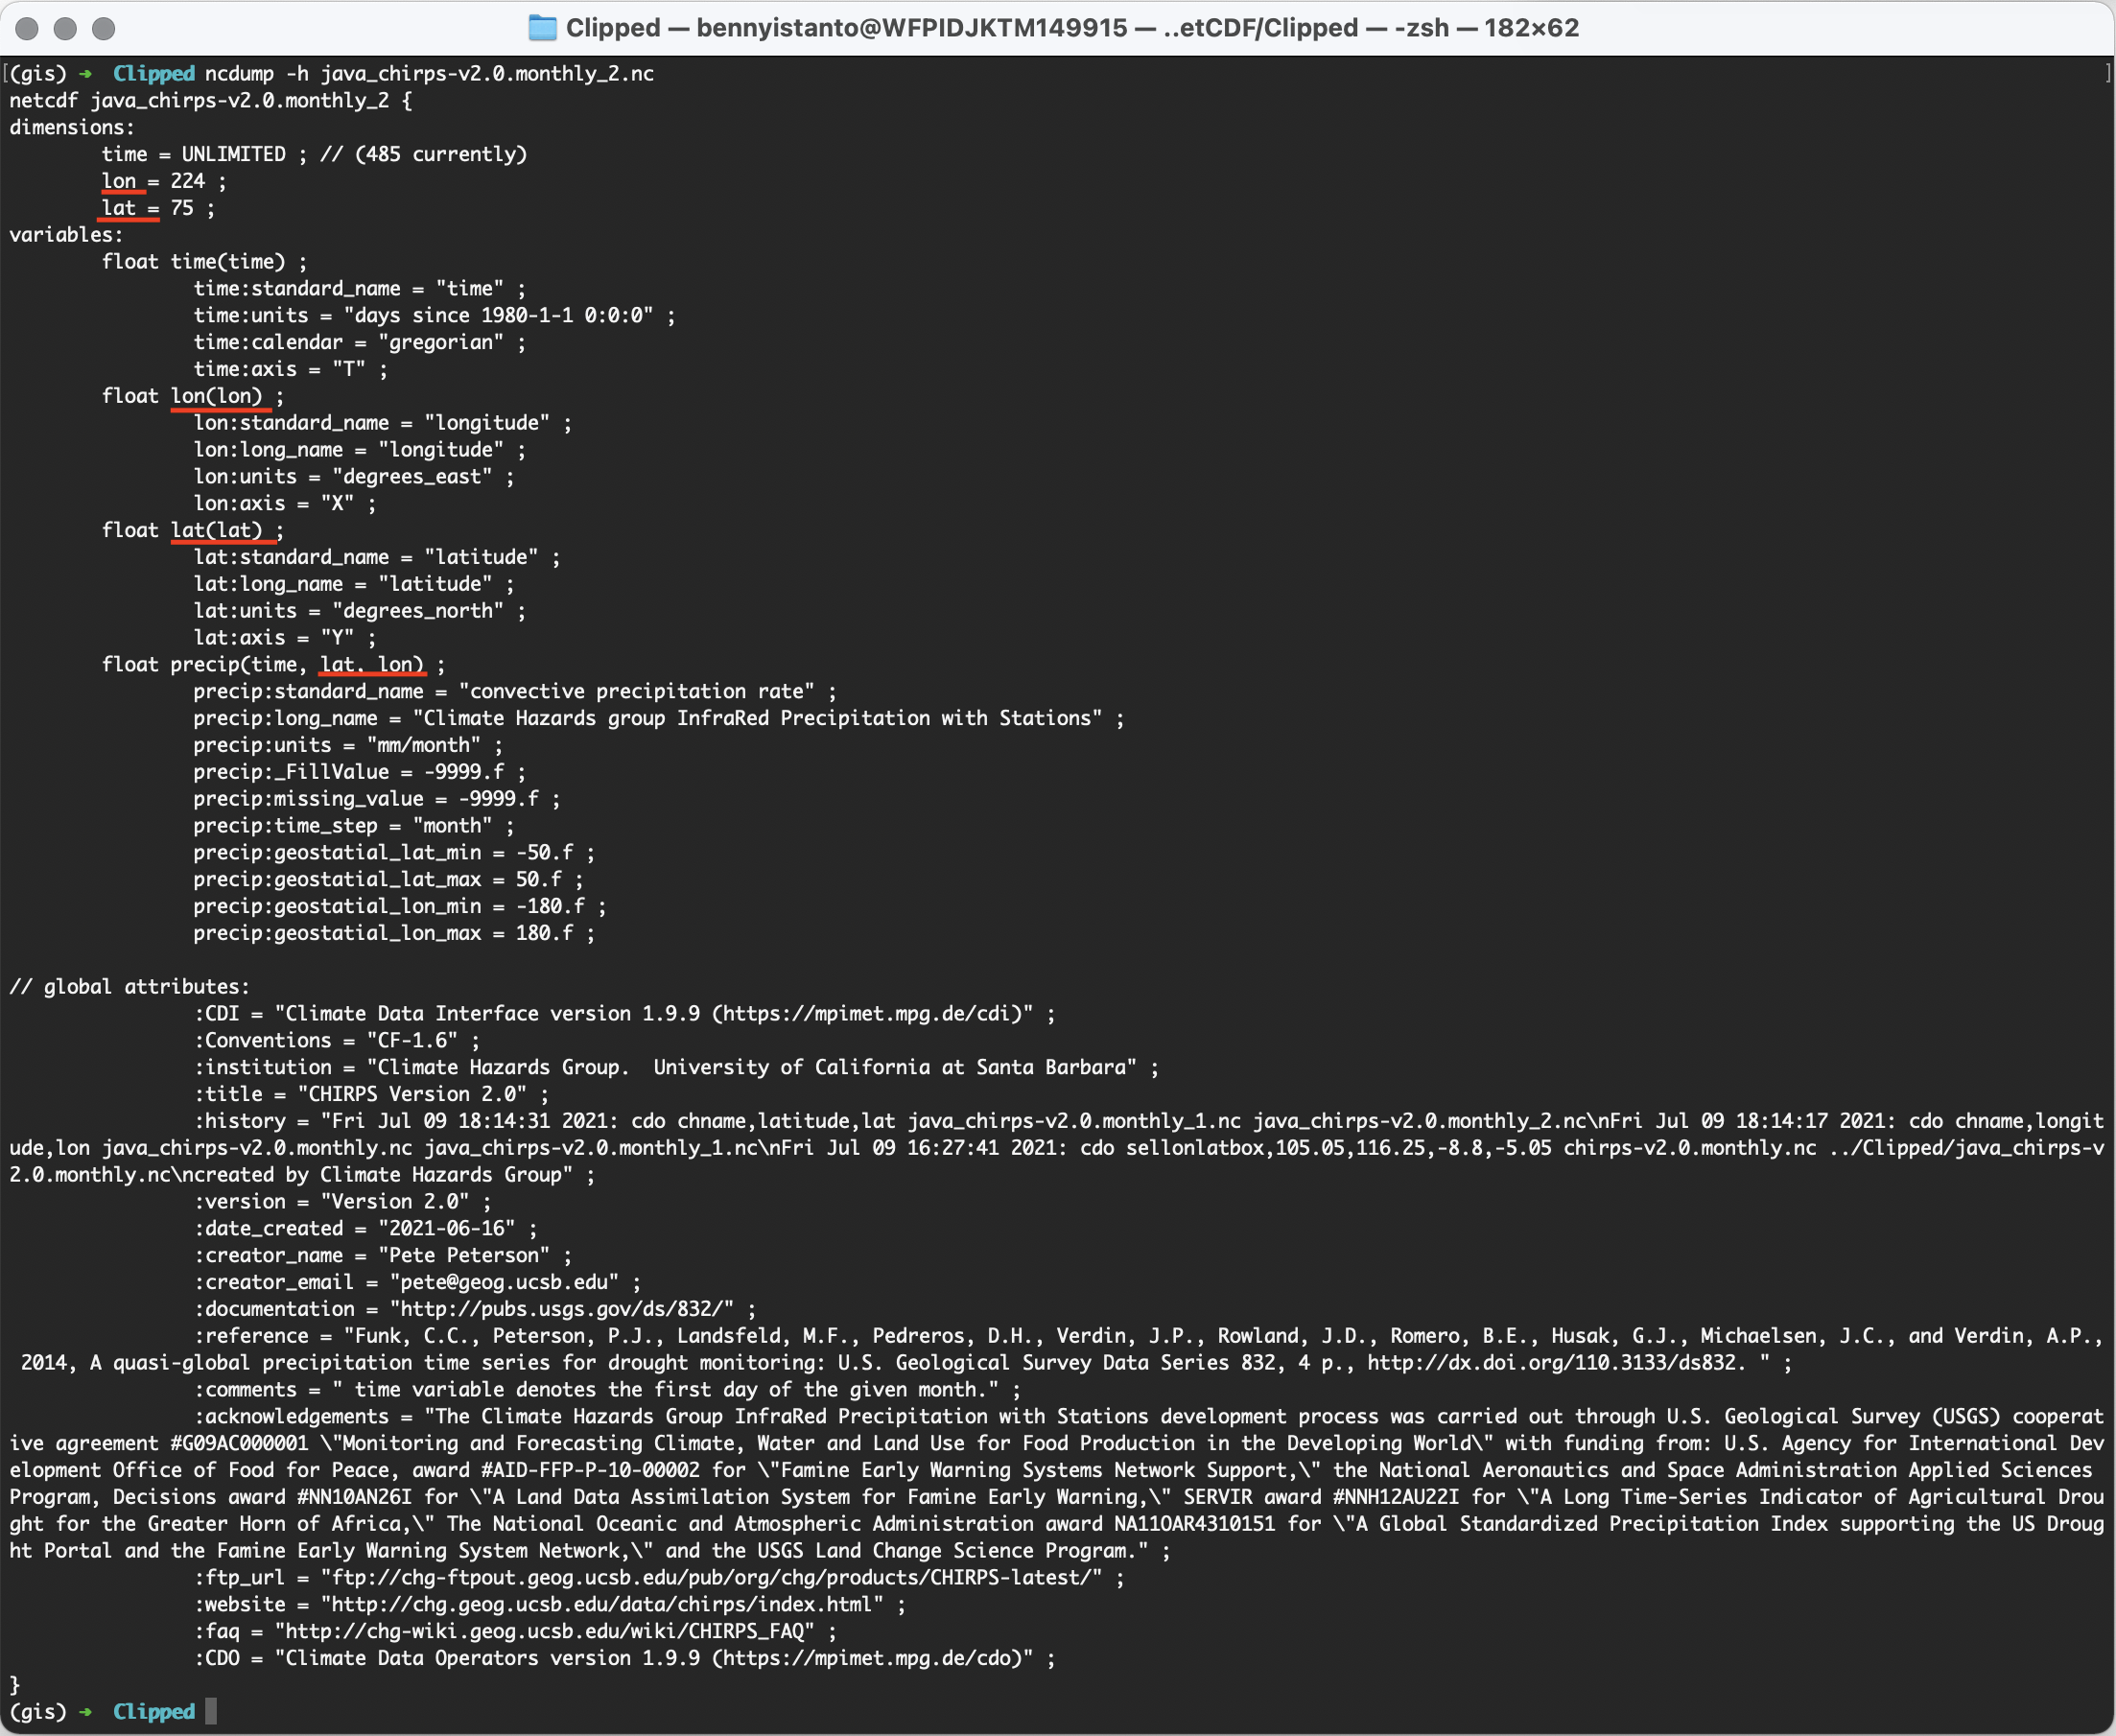 Clipped — bennyistanto@WFPIDJKTM149915 — ..etCDF/Clipped — -zsh — 182×62
[(gis) ➜  Clipped ncdump -h java_chirps-v2.0.monthly_2.nc ]
netcdf java_chirps-v2.0.monthly_2 {
dimensions:
time = UNLIMITED ; // (485 currently)
lon = 224 ;
lat = 75 ;
variables:
float time(time) ;
time:standard_name = "time" ;
time:units = "days since 1980-1-1 0:0:0" ;
time:calendar = "gregorian" ;
time:axis = "T" ;
float lon(lon) ;
lon:standard_name = "longitude" ;
lon:long_name = "longitude" ;
lon:units = "degrees_east" ;
lon:axis = "X" ;
float lat(lat) ;
lat:standard_name = "latitude" ;
lat:long_name = "latitude" ;
lat:units = "degrees_north" ;
lat:axis = "Y" ;
float precip(time, lat, lon) ;
precip:standard_name = "convective precipitation rate" ;
precip:long_name = "Climate Hazards group InfraRed Precipitation with Stations" ;
precip:units = "mm/month" ;
precip:_FillValue = -9999.f ;
precip:missing_value = -9999.f ;
precip:time_step = "month" ;
precip:geostatial_lat_min = -50.f ;
precip:geostatial_lat_max = 50.f ;
precip:geostatial_lon_min = -180.f ;
precip:geostatial_lon_max = 180.f ;
// global attributes:
:CDI = "Climate Data Interface version 1.9.9 (https://mpimet.mpg.de/cdi)" ;
:Conventions = "CF-1.6" ;
:institution = "Climate Hazards Group.  University of California at Santa Barbara" ;
:title = "CHIRPS Version 2.0" ;
:history = "Fri Jul 09 18:14:31 2021: cdo chname,latitude,lat java_chirps-v2.0.monthly_1.nc java_chirps-v2.0.monthly_2.nc\nFri Jul 09 18:14:17 2021: cdo chname,longit
ude,lon java_chirps-v2.0.monthly.nc java_chirps-v2.0.monthly_1.nc\nFri Jul 09 16:27:41 2021: cdo sellonlatbox,105.05,116.25,-8.8,-5.05 chirps-v2.0.monthly.nc ../Clipped/java_chirps-v
2.0.monthly.nc\ncreated by Climate Hazards Group" ;
:version = "Version 2.0" ;
:date_created = "2021-06-16" ;
:creator_name = "Pete Peterson" ;
:creator_email = "pete@geog.ucsb.edu" ;
:documentation = "http://pubs.usgs.gov/ds/832/" ;
:reference = "Funk, C.C., Peterson, P.J., Landsfeld, M.F., Pedreros, D.H., Verdin, J.P., Rowland, J.D., Romero, B.E., Husak, G.J., Michaelsen, J.C., and Verdin, A.P.,
2014, A quasi-global precipitation time series for drought monitoring: U.S. Geological Survey Data Series 832, 4 p., http://dx.doi.org/110.3133/ds832. " ;
:comments = " time variable denotes the first day of the given month." ;
:acknowledgements = "The Climate Hazards Group InfraRed Precipitation with Stations development process was carried out through U.S. Geological Survey (USGS) cooperat
ive agreement #G09AC000001 \"Monitoring and Forecasting Climate, Water and Land Use for Food Production in the Developing World\" with funding from: U.S. Agency for International Dev
elopment Office of Food for Peace, award #AID-FFP-P-10-00002 for \"Famine Early Warning Systems Network Support,\" the National Aeronautics and Space Administration Applied Sciences
Program, Decisions award #NN10AN26I for \"A Land Data Assimilation System for Famine Early Warning,\" SERVIR award #NNH12AU22I for \"A Long Time-Series Indicator of Agricultural Drou
ght for the Greater Horn of Africa,\" The National Oceanic and Atmospheric Administration award NA11OAR4310151 for \"A Global Standardized Precipitation Index supporting the US Droug
ht Portal and the Famine Early Warning System Network,\" and the USGS Land Change Science Program." ;
:ftp_url = "ftp://chg-ftpout.geog.ucsb.edu/pub/org/chg/products/CHIRPS-latest/" ;
:website = "http://chg.geog.ucsb.edu/data/chirps/index.html" ;
:faq = "http://chg-wiki.geog.ucsb.edu/wiki/CHIRPS_FAQ" ;
:CDO = "Climate Data Operators version 1.9.9 (https://mpimet.mpg.de/cdo)" ;
}
(gis) ➜  Clipped